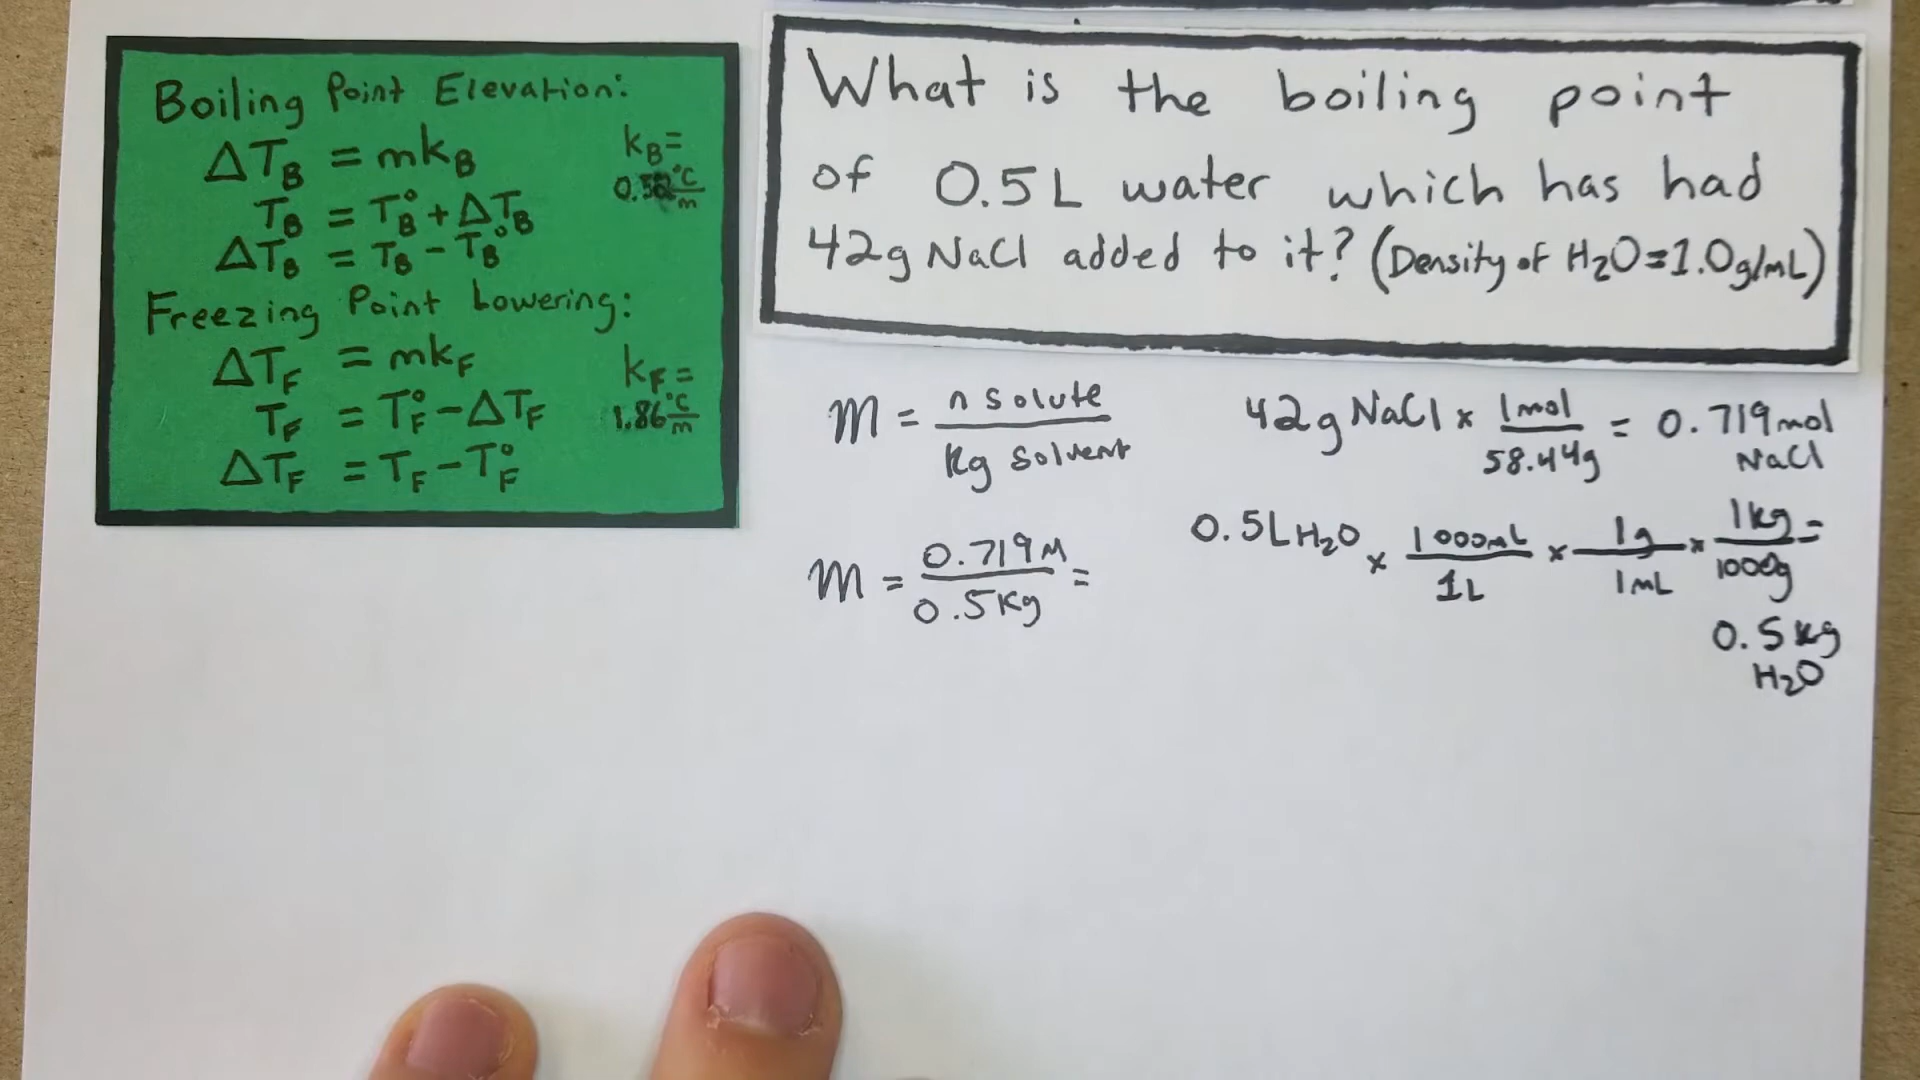 Boiling Point Elevation:
ΔT_B = mk_B
k_B =
°C/m
T_B = T°_B + ΔT_B
ΔT_B = T_B - T°_B
Freezing Point Lowering:
ΔT_F = mk_F
k_F =
1.86 °C/m
T_F = T°_F - ΔT_F
ΔT_F = T_F - T°_F
What is the boiling point
of 0.5L water which has had
42g NaCl added to it? (Density of H₂O=1.0g/mL)
m = n solute / kg solvent
42g NaCl x 1mol / 58.44g = 0.719mol NaCl
m = 0.719M / 0.5Kg =
0.5L H₂O x 1000mL / 1L x 1g / 1mL x 1kg / 1000g =
0.5 kg
H₂O